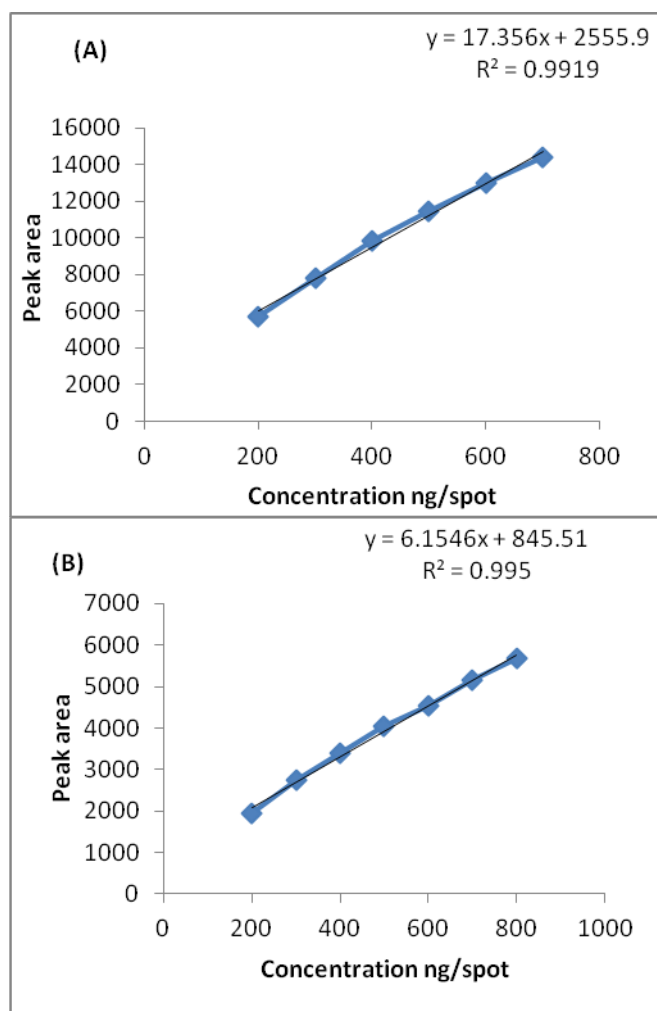 (A)
y = 17.356x + 2555.9
R² = 0.9919
16000
14000
12000
10000
8000
6000
4000
2000
0
Peak area
0 200 400 600 800
Concentration ng/spot
(B)
y = 6.1546x + 845.51
R² = 0.995
7000
6000
5000
4000
3000
2000
1000
0
Peak area
0 200 400 600 800 1000
Concentration ng/spot